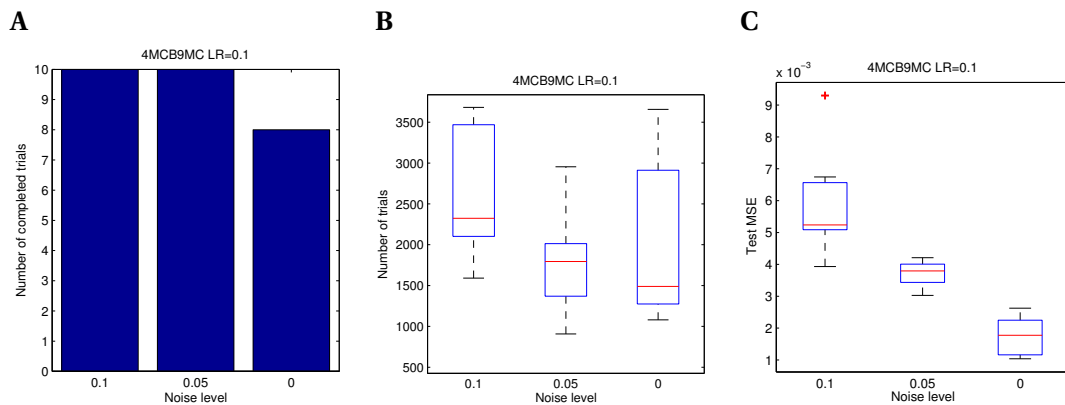 A
4MCB9MC LR=0.1
Number of completed trials
10
9
8
7
6
5
4
3
2
1
0
0.1 0.05 0
Noise level
B
4MCB9MC LR=0.1
Number of trials
3500
3000
2500
2000
1500
1000
500
0.1 0.05 0
Noise level
C
x 10⁻³
4MCB9MC LR=0.1
Test MSE
9
8
7
6
5
4
3
2
1
0.1 0.05 0
Noise level